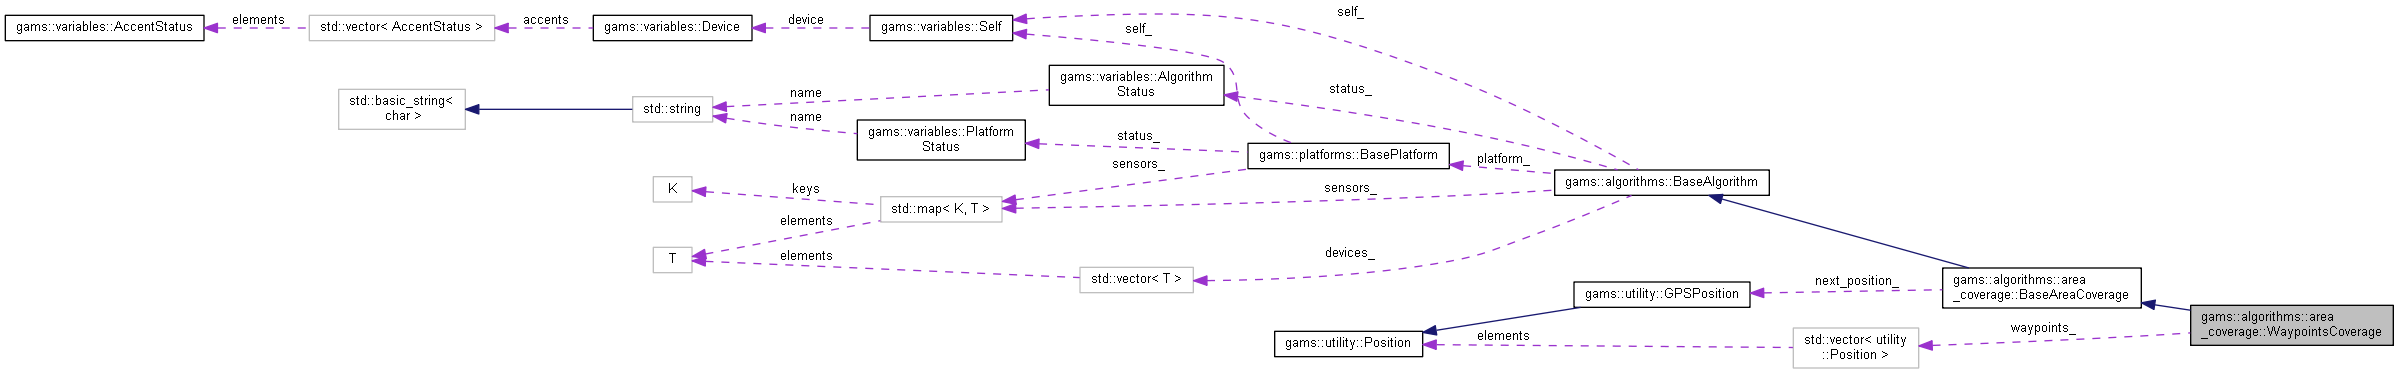 self_
elements
accents
device
gams::variables::AccentStatus
std::vector< AccentStatus >
gams::variables::Device
gams::variables::Self
self_
gams::variables::Algorithm
Status
name
status_
std::basic_string<
char >
std::string
name
gams::variables::Platform
Status
status_
gams::platforms::BasePlatform
platform_
sensors_
gams::algorithms::BaseAlgorithm
K
keys
sensors_
std::map< K, T >
elements
T
elements
devices_
std::vector< T >
gams::algorithms::area
_coverage::BaseAreaCoverage
next_position_
gams::utility::GPSPosition
gams::algorithms::area
_coverage::WaypointsCoverage
waypoints_
elements
gams::utility::Position
std::vector< utility
::Position >